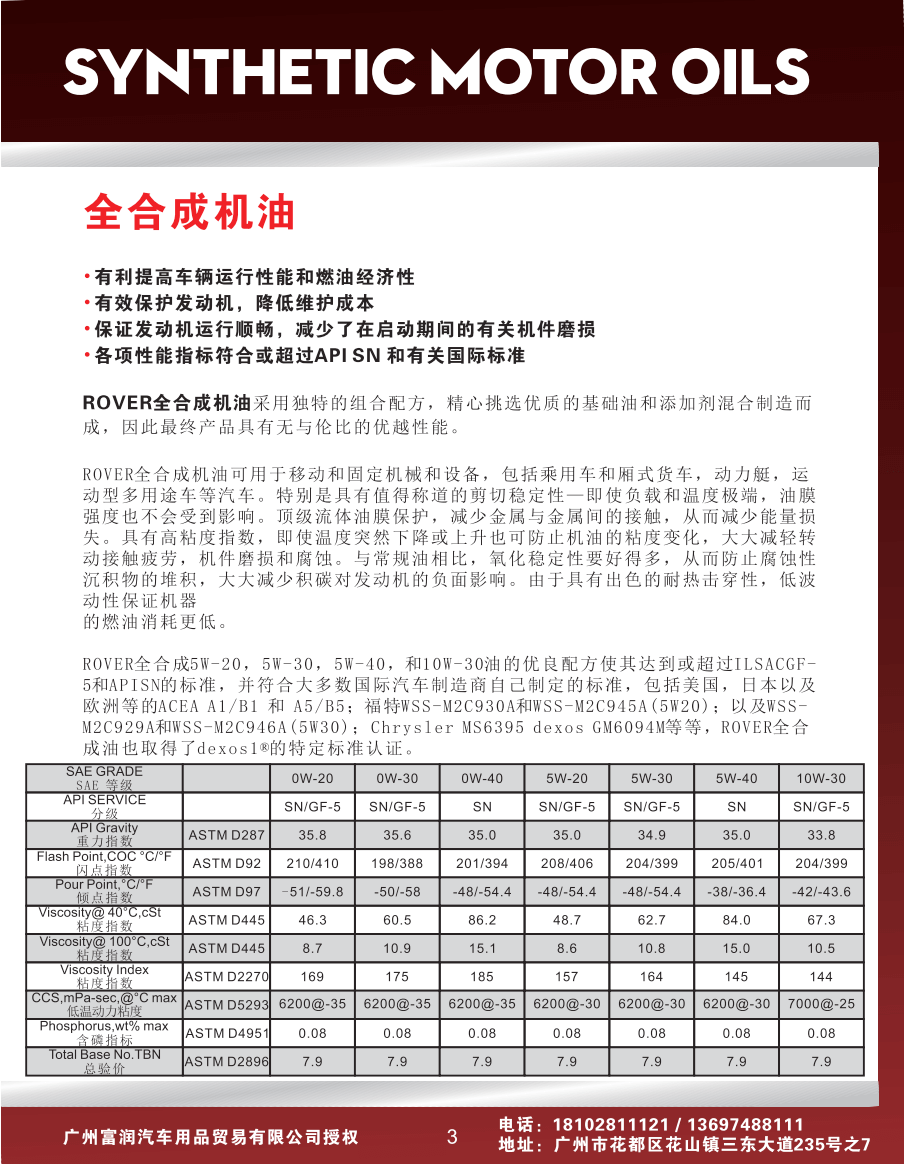 SYNTHETIC MOTOR OILS
全合成机油
•有利提高车辆运行性能和燃油经济性
•有效保护发动机，降低维护成本
•保证发动机运行顺畅，减少了在启动期间的有关机件磨损
•各项性能指标符合或超过API SN 和有关国际标准
ROVER全合成机油采用独特的组合配方，精心挑选优质的基础油和添加剂混合制造而
成，因此最终产品具有无与伦比的优越性能。
ROVER全合成机油可用于移动和固定机械和设备，包括乘用车和厢式货车，动力艇，运
动型多用途车等汽车。特别是具有值得称道的剪切稳定性—即使负载和温度极端，油膜
强度也不会受到影响。顶级流体油膜保护，减少金属与金属间的接触，从而减少能量损
失。具有高粘度指数，即使温度突然下降或上升也可防止机油的粘度变化，大大减轻转
动接触疲劳，机件磨损和腐蚀。与常规油相比，氧化稳定性要好得多，从而防止腐蚀性
沉积物的堆积，大大减少积碳对发动机的负面影响。由于具有出色的耐热击穿性，低波
动性保证机器
的燃油消耗更低。
ROVER全合成5W-20，5W-30，5W-40，和10W-30油的优良配方使其达到或超过ILSACGF-
5和APISN的标准，并符合大多数国际汽车制造商自己制定的标准，包括美国，日本以及
欧洲等的ACEA A1/B1 和 A5/B5；福特WSS-M2C930A和WSS-M2C945A(5W20)；以及WSS-
M2C929A和WSS-M2C946A(5W30)；Chrysler MS6395 dexos GM6094M等等，ROVER全合
成油也取得了dexos1®的特定标准认证。
SAE GRADE
SAE 等级 0W-20 0W-30 0W-40 5W-20 5W-30 5W-40 10W-30
API SERVICE
分级 SN/GF-5 SN/GF-5 SN SN/GF-5 SN/GF-5 SN SN/GF-5
API Gravity
重力指数 ASTM D287 35.8 35.6 35.0 35.0 34.9 35.0 33.8
Flash Point,COC °C/°F
闪点指数 ASTM D92 210/410 198/388 201/394 208/406 204/399 205/401 204/399
Pour Point,°C/°F
倾点指数 ASTM D97 -51/-59.8 -50/-58 -48/-54.4 -48/-54.4 -48/-54.4 -38/-36.4 -42/-43.6
Viscosity@ 40°C,cSt
粘度指数 ASTM D445 46.3 60.5 86.2 48.7 62.7 84.0 67.3
Viscosity@ 100°C,cSt
粘度指数 ASTM D445 8.7 10.9 15.1 8.6 10.8 15.0 10.5
Viscosity Index
粘度指数 ASTM D2270 169 175 185 157 164 145 144
CCS,mPa-sec,@°C max
低温动力粘度 ASTM D5293 6200@-35 6200@-35 6200@-35 6200@-30 6200@-30 6200@-30 7000@-25
Phosphorus,wt% max
含磷指标 ASTM D4951 0.08 0.08 0.08 0.08 0.08 0.08 0.08
Total Base No.TBN
总验价 ASTM D2896 7.9 7.9 7.9 7.9 7.9 7.9 7.9
广州富润汽车用品贸易有限公司授权
3
电话：18102811121 / 13697488111
地址：广州市花都区花山镇三东大道235号之7